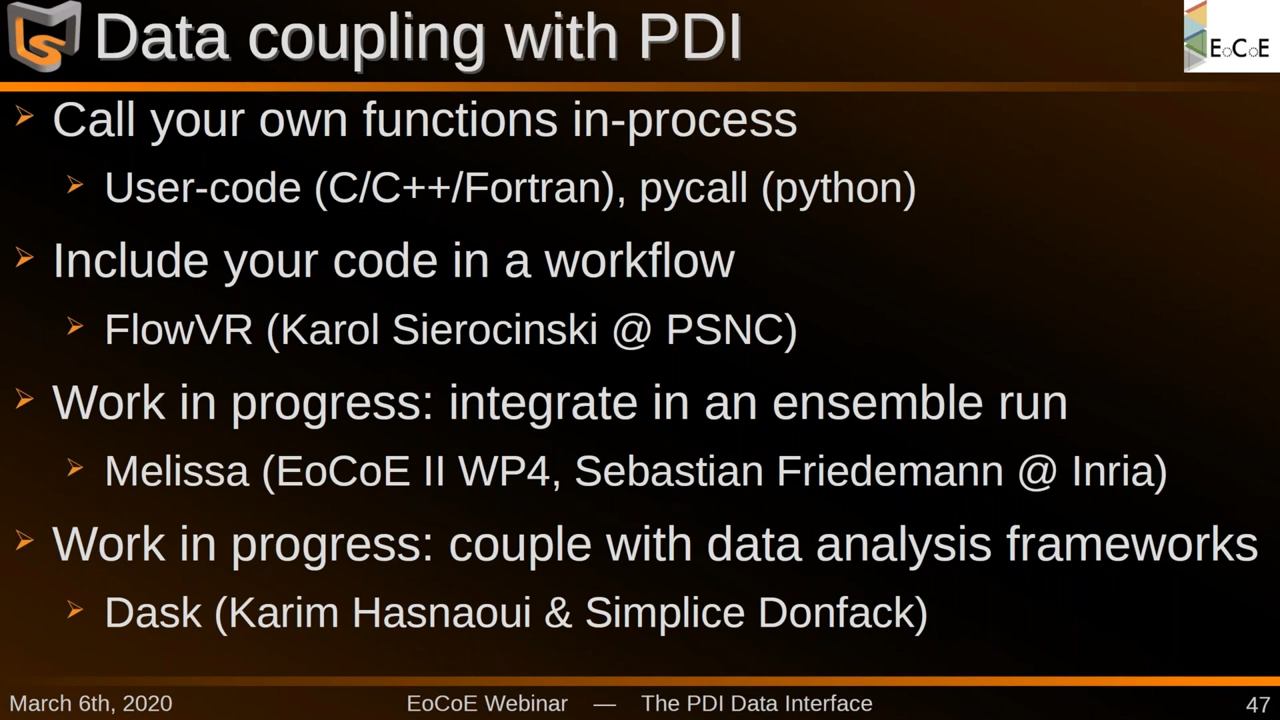 Data coupling with PDI
EoCoE
Call your own functions in-process
User-code (C/C++/Fortran), pycall (python)
Include your code in a workflow
FlowVR (Karol Sierocinski @ PSNC)
Work in progress: integrate in an ensemble run
Melissa (EoCoE II WP4, Sebastian Friedemann @ Inria)
Work in progress: couple with data analysis frameworks
Dask (Karim Hasnaoui & Simplice Donfack)
March 6th, 2020 EoCoE Webinar — The PDI Data Interface 47